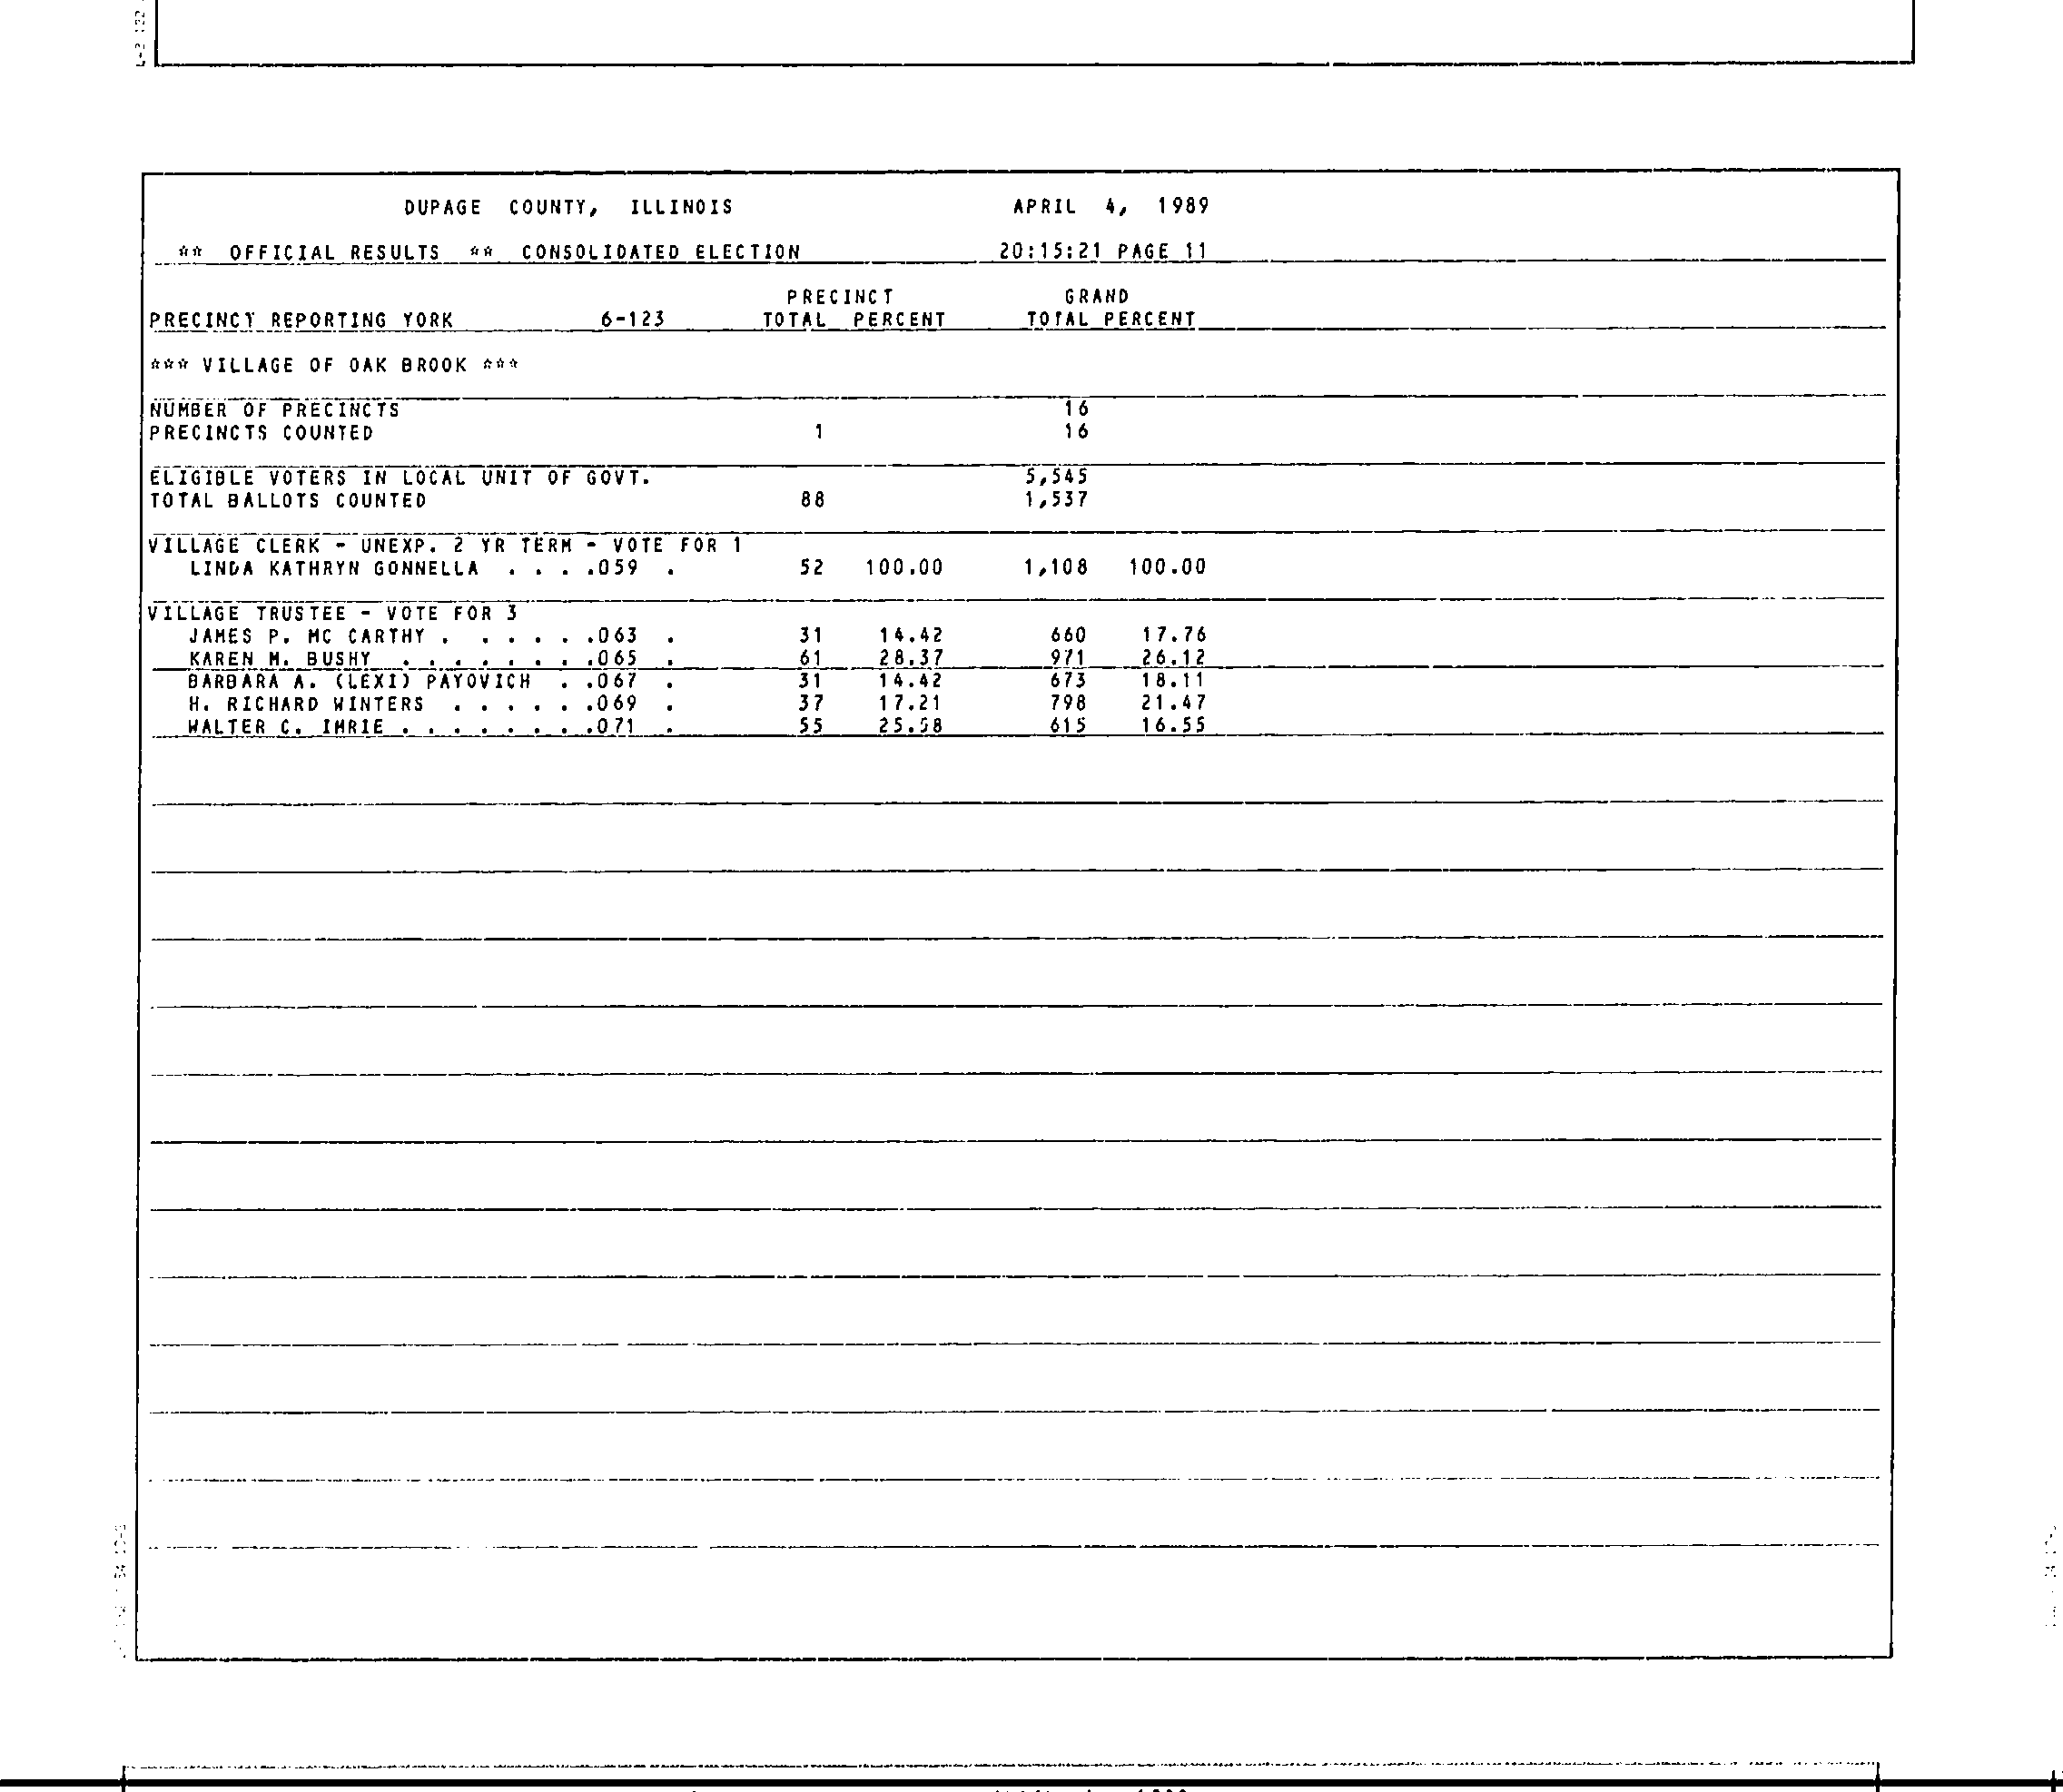 DUPAGE COUNTY, ILLINOIS APRIL 4, 1989
** OFFICIAL RESULTS ** CONSOLIDATED ELECTION 20:15:21 PAGE 11
PRECINCT GRAND
PRECINCT REPORTING YORK 6-123 TOTAL PERCENT TOTAL PERCENT
*** VILLAGE OF OAK BROOK ***
NUMBER OF PRECINCTS 16
PRECINCTS COUNTED 1 16
ELIGIBLE VOTERS IN LOCAL UNIT OF GOVT. 5,545
TOTAL BALLOTS COUNTED 88 1,537
VILLAGE CLERK - UNEXP. 2 YR TERM - VOTE FOR 1
LINDA KATHRYN GONNELLA . . . .059 . 52 100.00 1,108 100.00
VILLAGE TRUSTEE - VOTE FOR 3
JAMES P. MC CARTHY . . . . . .063 . 31 14.42 660 17.76
KAREN M. BUSHY . . . . . . . .065 . 61 28.37 971 26.12
BARBARA A. (LEXI) PAYOVICH . .067 . 31 14.42 673 18.11
H. RICHARD WINTERS . . . . . .069 . 37 17.21 798 21.47
WALTER C. IMRIE . . . . . . . .071 . 55 25.58 615 16.55